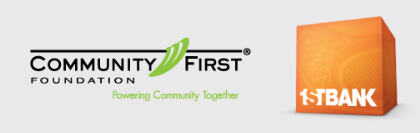 COMMUNITY FIRST®
FOUNDATION
Powering Community Together
1STBANK